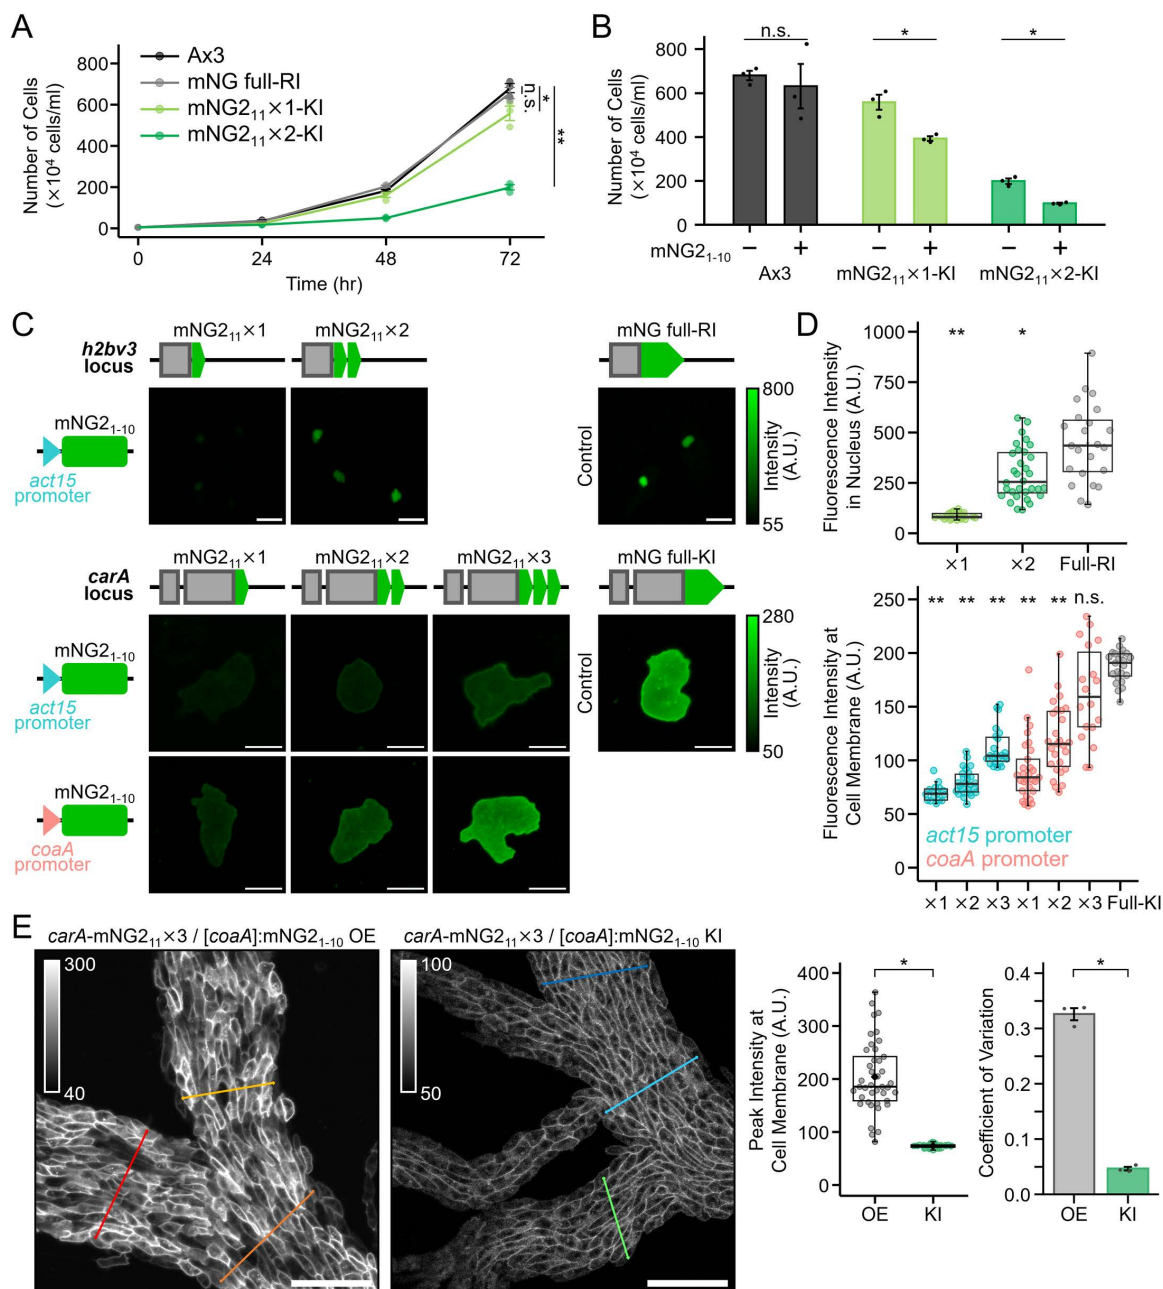 A
Number of Cells
(×10⁴ cells/ml)
800
600
400
200
0
Ax3
mNG full-RI
mNG2₁₁×1-KI
mNG2₁₁×2-KI
n.s.
*
**
0 24 48 72
Time (hr)
B
Number of Cells
(×10⁴ cells/ml)
800
600
400
200
0
n.s. * *
mNG2₁₋₁₀ − + − + − +
Ax3 mNG2₁₁×1-KI mNG2₁₁×2-KI
C
h2bv3
locus
mNG2₁₁×1 mNG2₁₁×2 mNG full-RI
mNG2₁₋₁₀
act15
promoter
Control
800
Intensity
(A.U.)
55
carA
locus
mNG2₁₁×1 mNG2₁₁×2 mNG2₁₁×3 mNG full-KI
mNG2₁₋₁₀
act15
promoter
Control
280
Intensity
(A.U.)
50
mNG2₁₋₁₀
coaA
promoter
D
Fluorescence Intensity
in Nucleus (A.U.)
1000
750
500
250
0
** *
×1 ×2 Full-RI
Fluorescence Intensity at
Cell Membrane (A.U.)
250
200
150
100
50
0
** ** ** ** ** n.s.
act15 promoter
coaA promoter
×1 ×2 ×3 ×1 ×2 ×3 Full-KI
E
carA-mNG2₁₁×3 / [coaA]:mNG2₁₋₁₀ OE
300
40
carA-mNG2₁₁×3 / [coaA]:mNG2₁₋₁₀ KI
100
50
Peak Intensity at
Cell Membrane (A.U.)
400
300
200
100
0
*
OE KI
Coefficient of Variation
0.3
0.2
0.1
0.0
*
OE KI